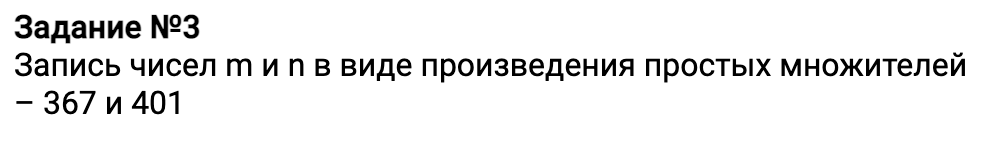 Задание №3
Запись чисел m и n в виде произведения простых множителей
– 367 и 401